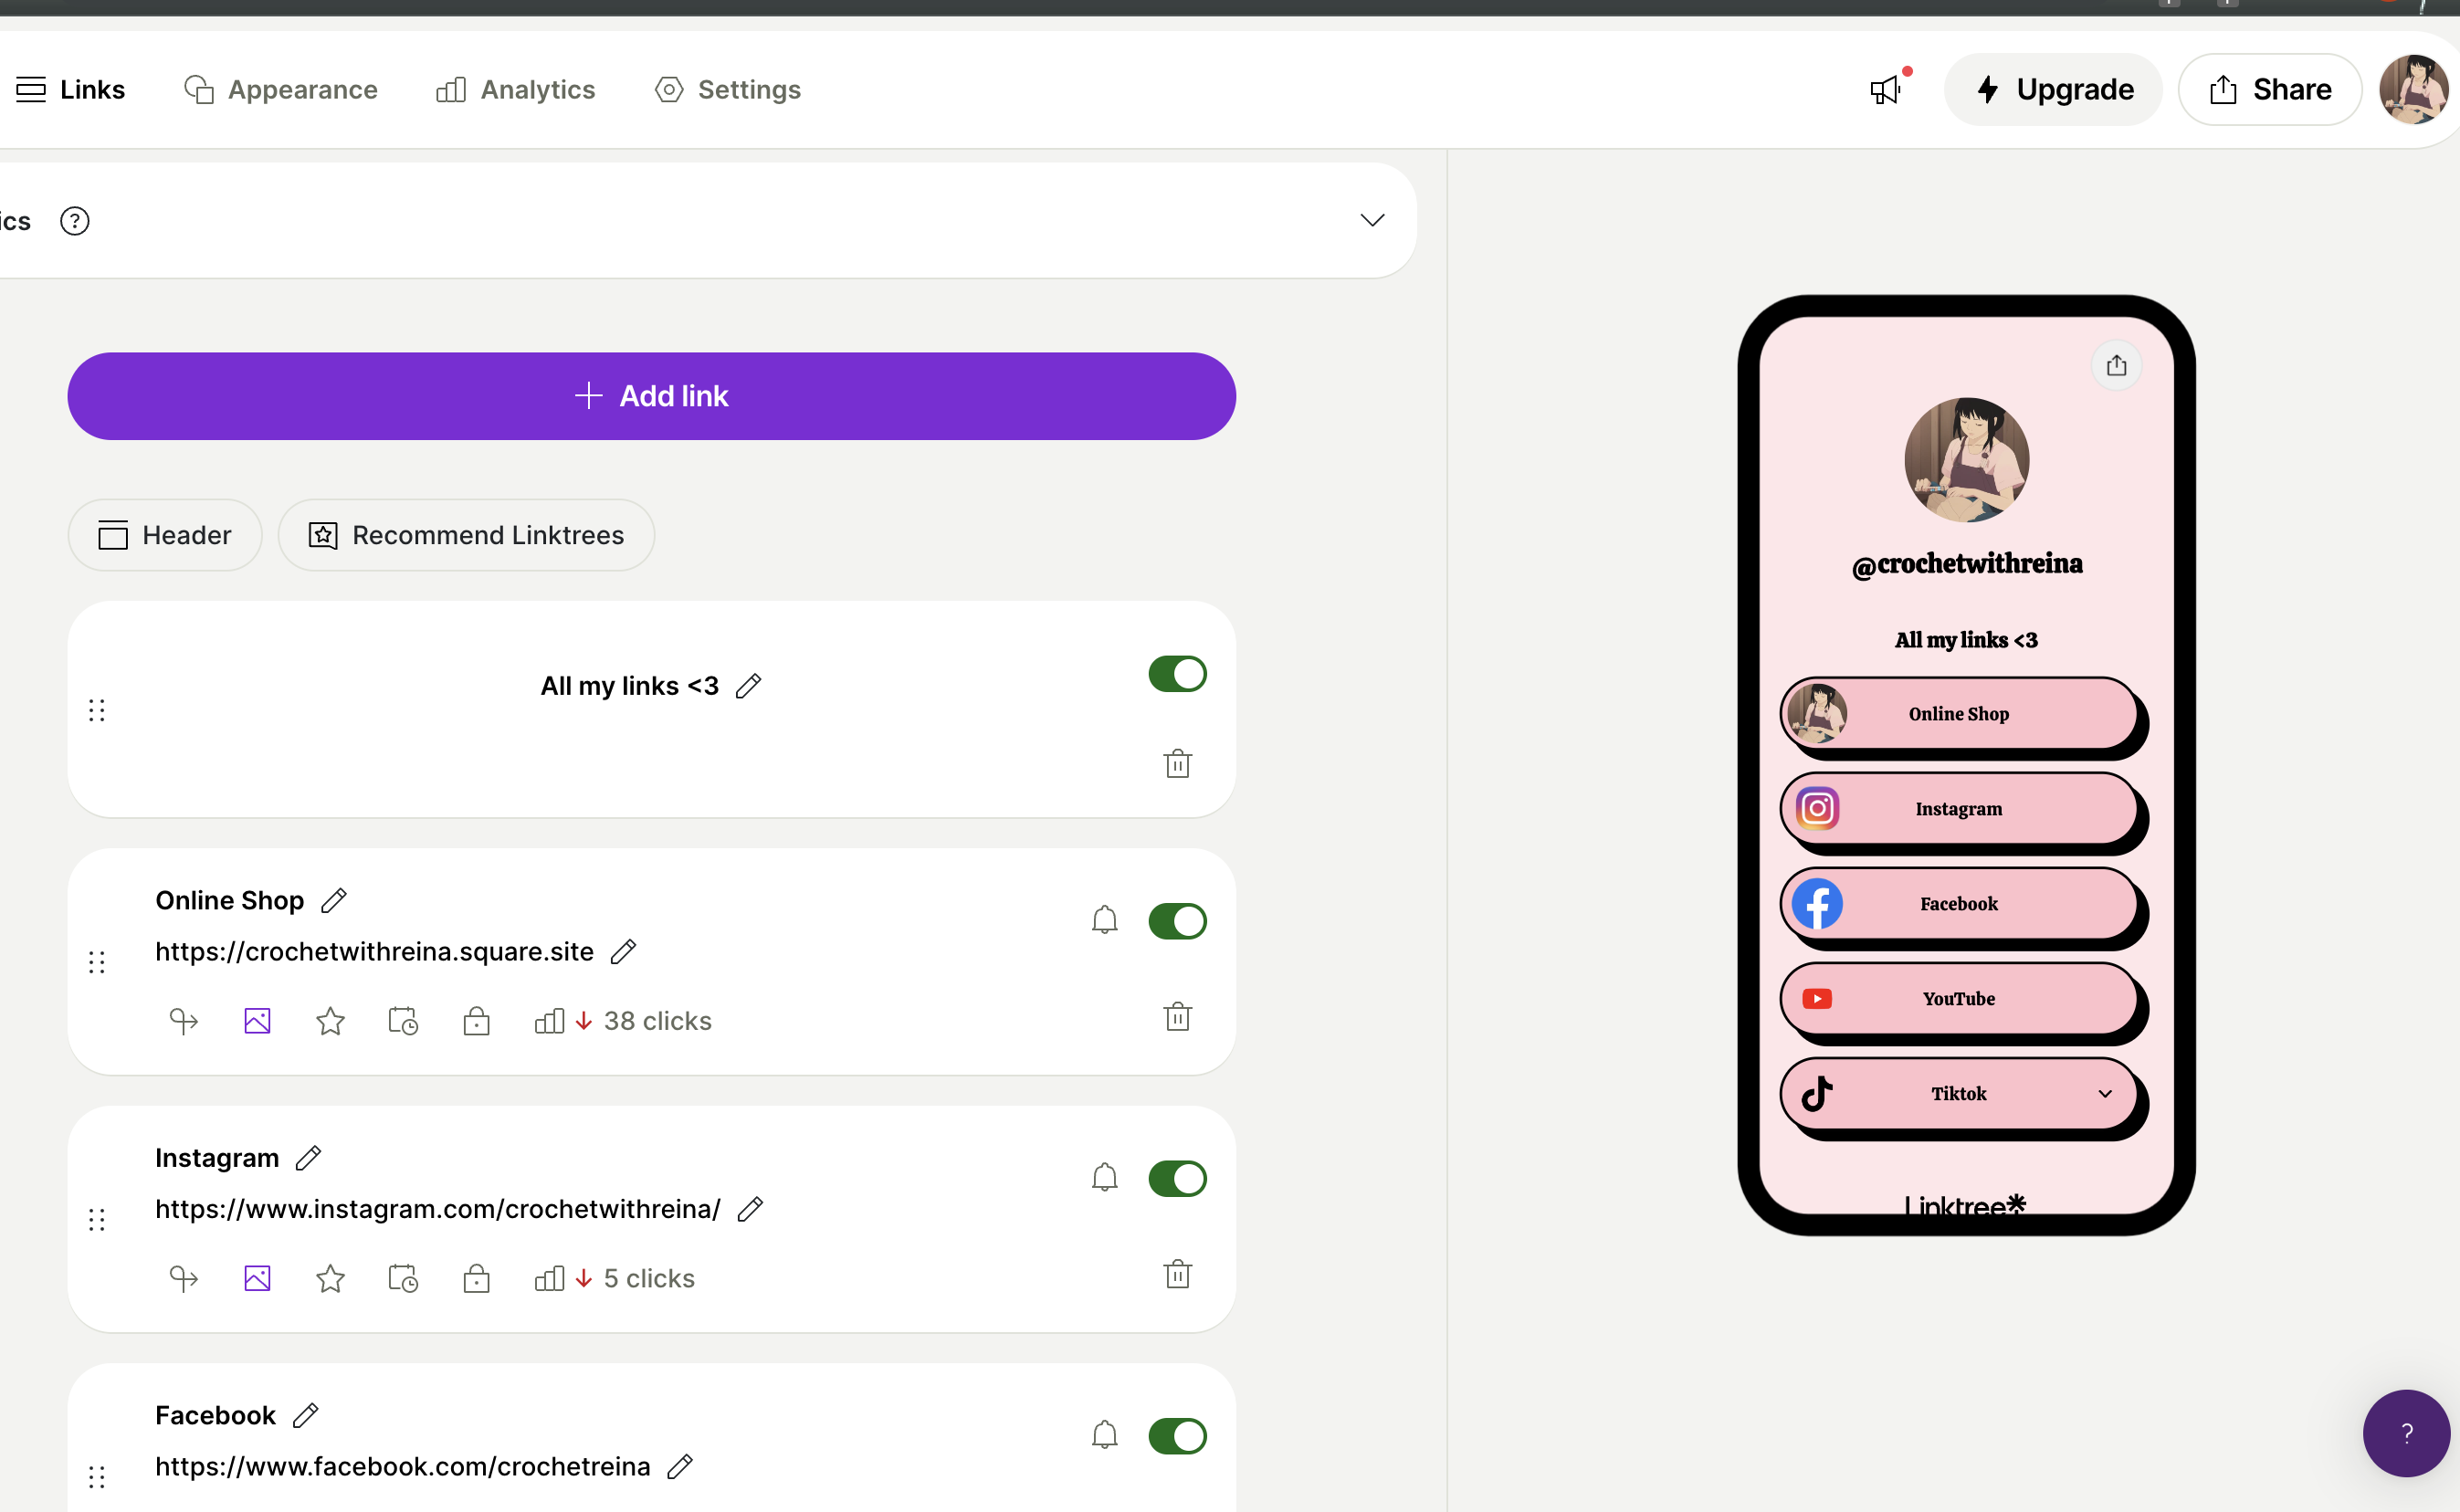 Links
Appearance
Analytics
Settings
Upgrade
Share
ics
?
Add link
Header
Recommend Linktrees
All my links <3
Online Shop
https://crochetwithreina.square.site
38 clicks
Instagram
https://www.instagram.com/crochetwithreina/
5 clicks
Facebook
https://www.facebook.com/crochetreina
@crochetwithreina
All my links <3
Online Shop
Instagram
Facebook
YouTube
Tiktok
Linktree
?